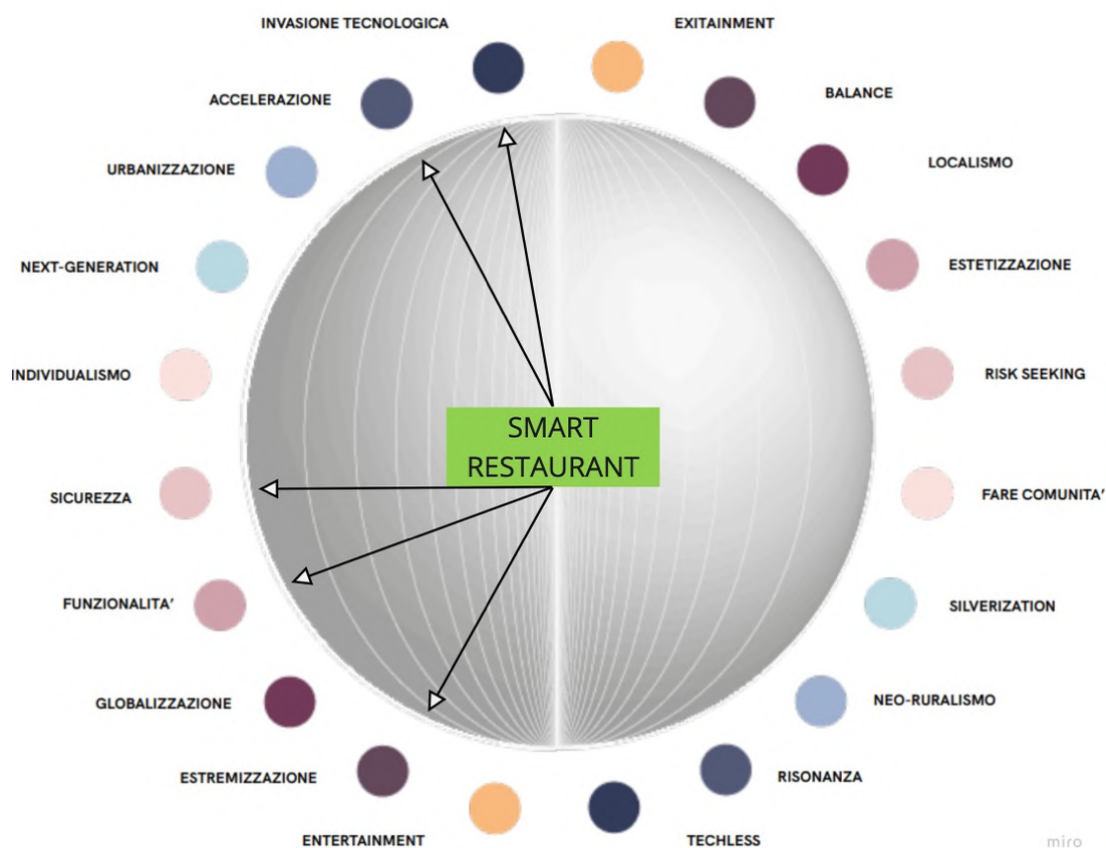 INVASIONE TECNOLOGICA
EXITAINMENT
ACCELERAZIONE
BALANCE
URBANIZZAZIONE
LOCALISMO
NEXT-GENERATION
ESTETIZZAZIONE
INDIVIDUALISMO
RISK SEEKING
SMART
RESTAURANT
SICUREZZA
FARE COMUNITA'
FUNZIONALITA'
SILVERIZATION
GLOBALIZZAZIONE
NEO-RURALISMO
ESTREMIZZAZIONE
RISONANZA
ENTERTAINMENT
TECHLESS
miro